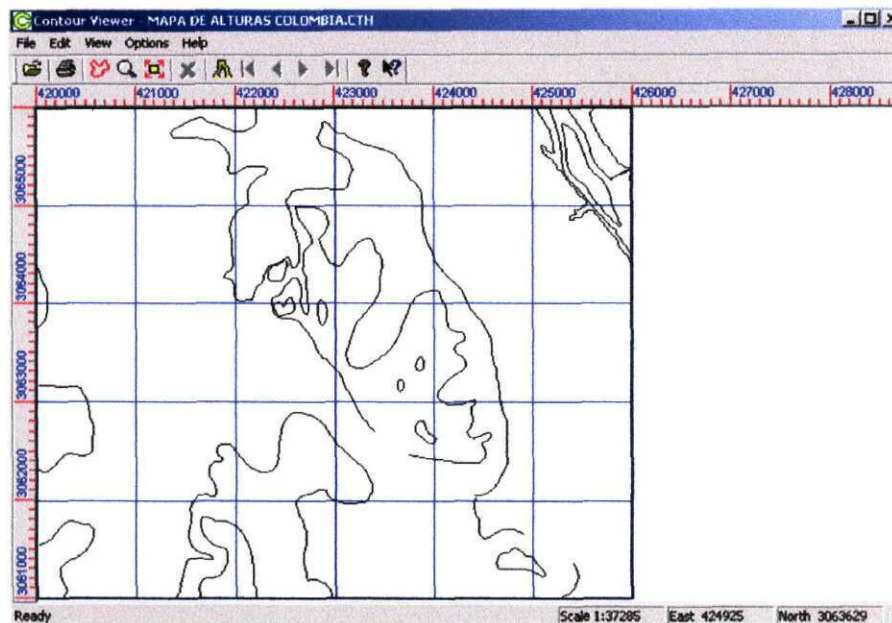 Contour Viewer - MAPA DE ALTURAS COLOMBIA.CTH
File Edit View Options Help
420000 421000 422000 423000 424000 425000 426000 427000 428000
3065000
3064000
3063000
3062000
3061000
Ready Scale 1:37285 East 424925 North 3063629